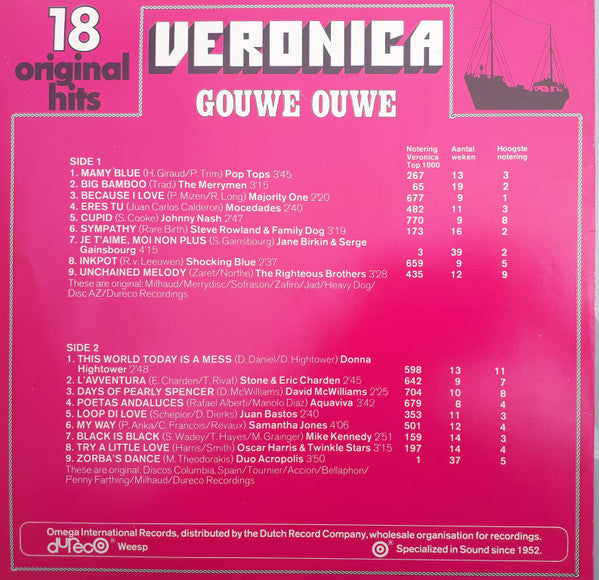 18
original
hits
VERONICA
GOUWE OUWE
Notering Veronica Top 1000
Aantal weken
Hoogste notering
SIDE 1
1. MAMY BLUE (H. Giraud/P. Trim) Pop Tops 3'45 267 13 3
2. BIG BAMBOO (Trad.) The Merrymen 3'15 65 19 2
3. BECAUSE I LOVE (P. Mizen/R. Long) Majority One 2'20 677 9 1
4. ERES TU (Juan Carlos Calderon) Mocedades 2'40 482 11 3
5. CUPID (S. Cooke) Johnny Nash 2'47 770 9 8
6. SYMPATHY (Rare Birth) Steve Rowland & Family Dog 3'19 173 16 2
7. JE T'AIME, MOI NON PLUS (S. Gainsbourg) Jane Birkin & Serge
Gainsbourg 4'15 3 39 2
8. INKPOT (R.v. Leeuwen) Shocking Blue 2'37 659 9 5
9. UNCHAINED MELODY (Zaret/Northe) The Righteous Brothers 3'28 435 12 9
These are original: Milhaud/Merrydisc/Sofrason/Zafiro/Jad/Heavy Dog/
Disc AZ/Dureco Recordings
SIDE 2
1. THIS WORLD TODAY IS A MESS (D. Daniel/D. Hightower) Donna
Hightower 2'48 598 13 11
2. L'AVVENTURA (E. Charden/T. Rivat) Stone & Eric Charden 2'45 642 9 7
3. DAYS OF PEARLY SPENCER (D. McWilliams) David McWilliams 2'25 704 10 8
4. POETAS ANDALUCES (Rafael Alberti/Manolo Diaz) Aquaviva 3'42 679 8 4
5. LOOP DI LOVE (Schepior/D. Dierks) Juan Bastos 2'40 353 11 3
6. MY WAY (P. Anka/C. Francois/Revaux) Samantha Jones 4'06 501 12 4
7. BLACK IS BLACK (S. Wadey/T. Hayes/M. Grainger) Mike Kennedy 2'51 159 14 3
8. TRY A LITTLE LOVE (Harris/Smith) Oscar Harris & Twinkle Stars 3'15 197 14 4
9. ZORBA'S DANCE (M. Theodorakis) Duo Acropolis 3'50 1 37 5
These are original: Discos Columbia, Spain/Tournier/Accion/Bellaphon/
Penny Farthing/Milhaud/Dureco Recordings
Omega International Records, distributed by the Dutch Record Company, wholesale organisation for recordings.
dureco® Weesp
® Specialized in Sound since 1952.